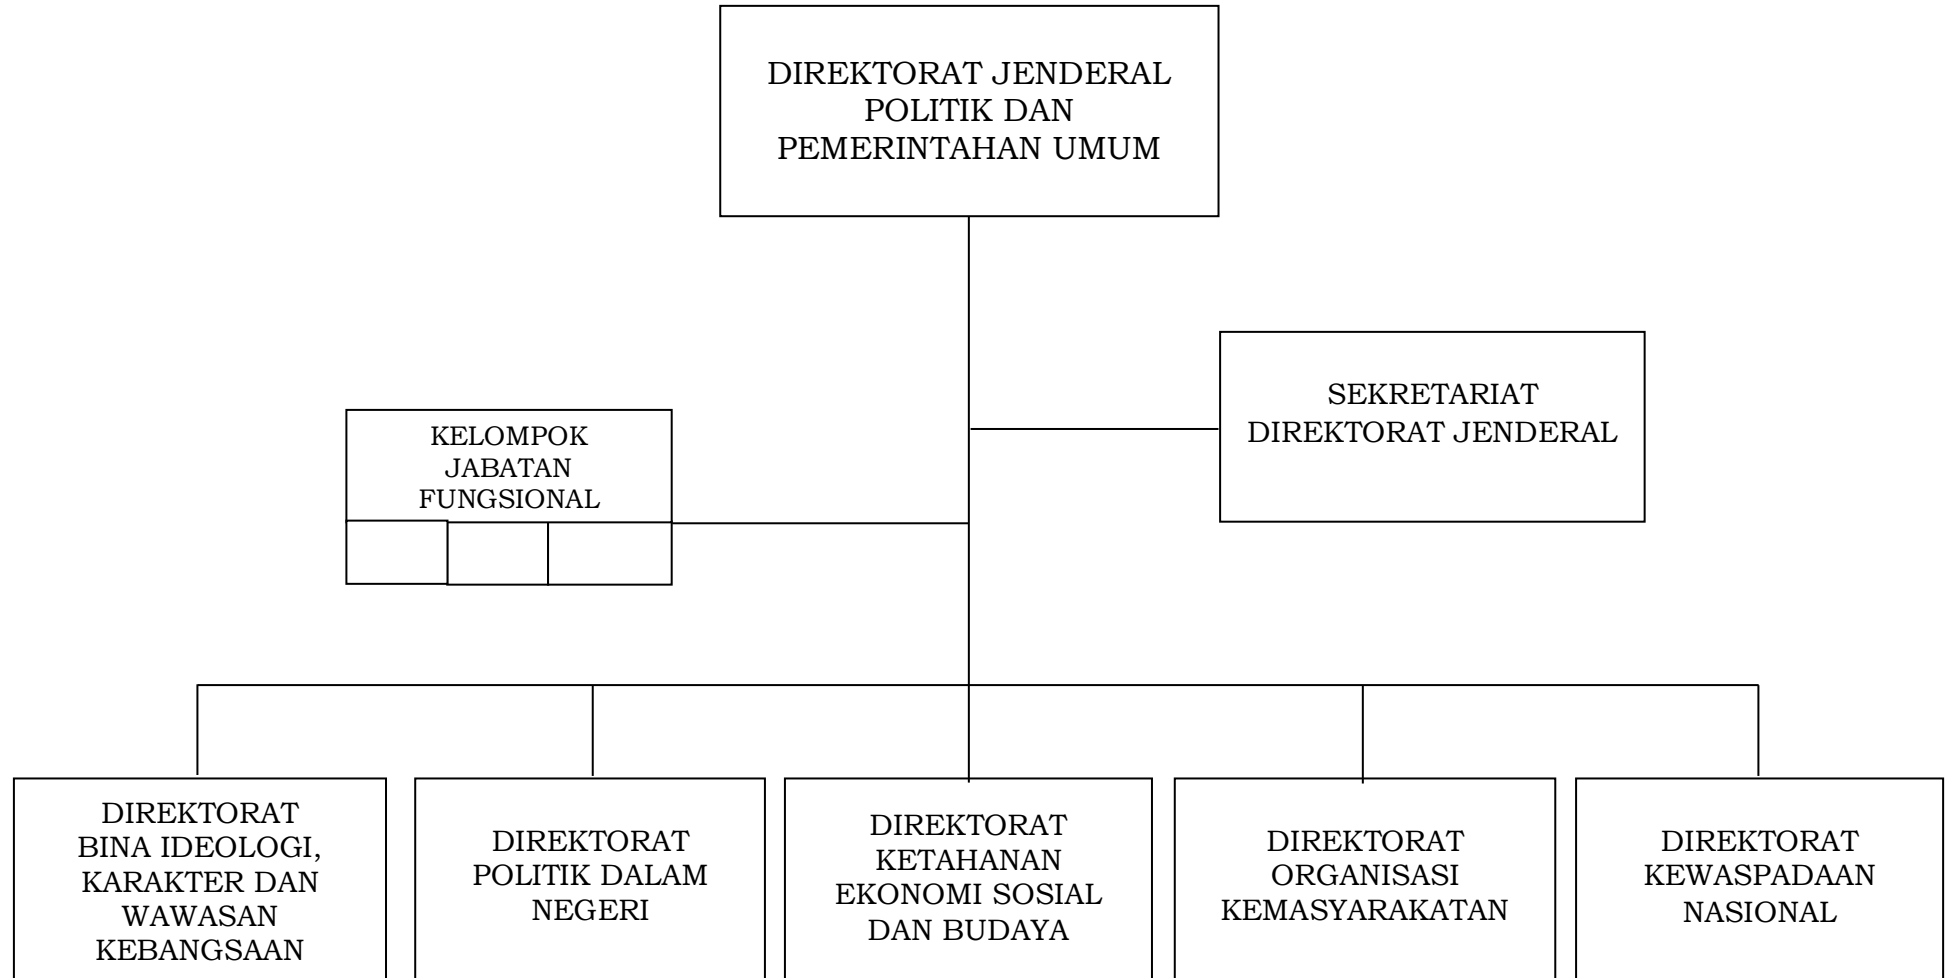 DIREKTORAT JENDERAL
POLITIK DAN
PEMERINTAHAN UMUM
SEKRETARIAT
DIREKTORAT JENDERAL
KELOMPOK
JABATAN
FUNGSIONAL
DIREKTORAT
BINA IDEOLOGI,
KARAKTER DAN
WAWASAN
KEBANGSAAN
DIREKTORAT
POLITIK DALAM
NEGERI
DIREKTORAT
KETAHANAN
EKONOMI SOSIAL
DAN BUDAYA
DIREKTORAT
ORGANISASI
KEMASYARAKATAN
DIREKTORAT
KEWASPADAAN
NASIONAL